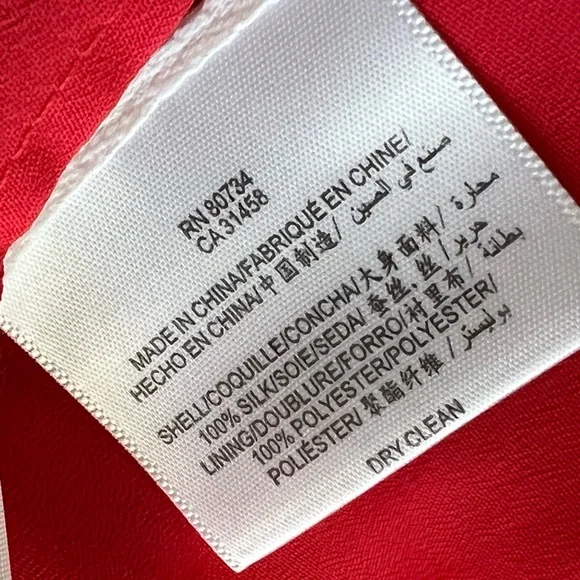 RN 80734
CA 31458
MADE IN CHINA/FABRIQUÉ EN CHINE/
HECHO EN CHINA/中国制造/ صنع في الصين
SHELL/COQUILLE/CONCHA/大身面料/ محارة
100% SILK/SOIE/SEDA/蚕丝, 丝/ حرير
LINING/DOUBLURE/FORRO/衬里布/ بطانة
100% POLYESTER/POLYESTER/
POLIÉSTER/ 聚酯纤维 / بوليستر
DRY CLEAN